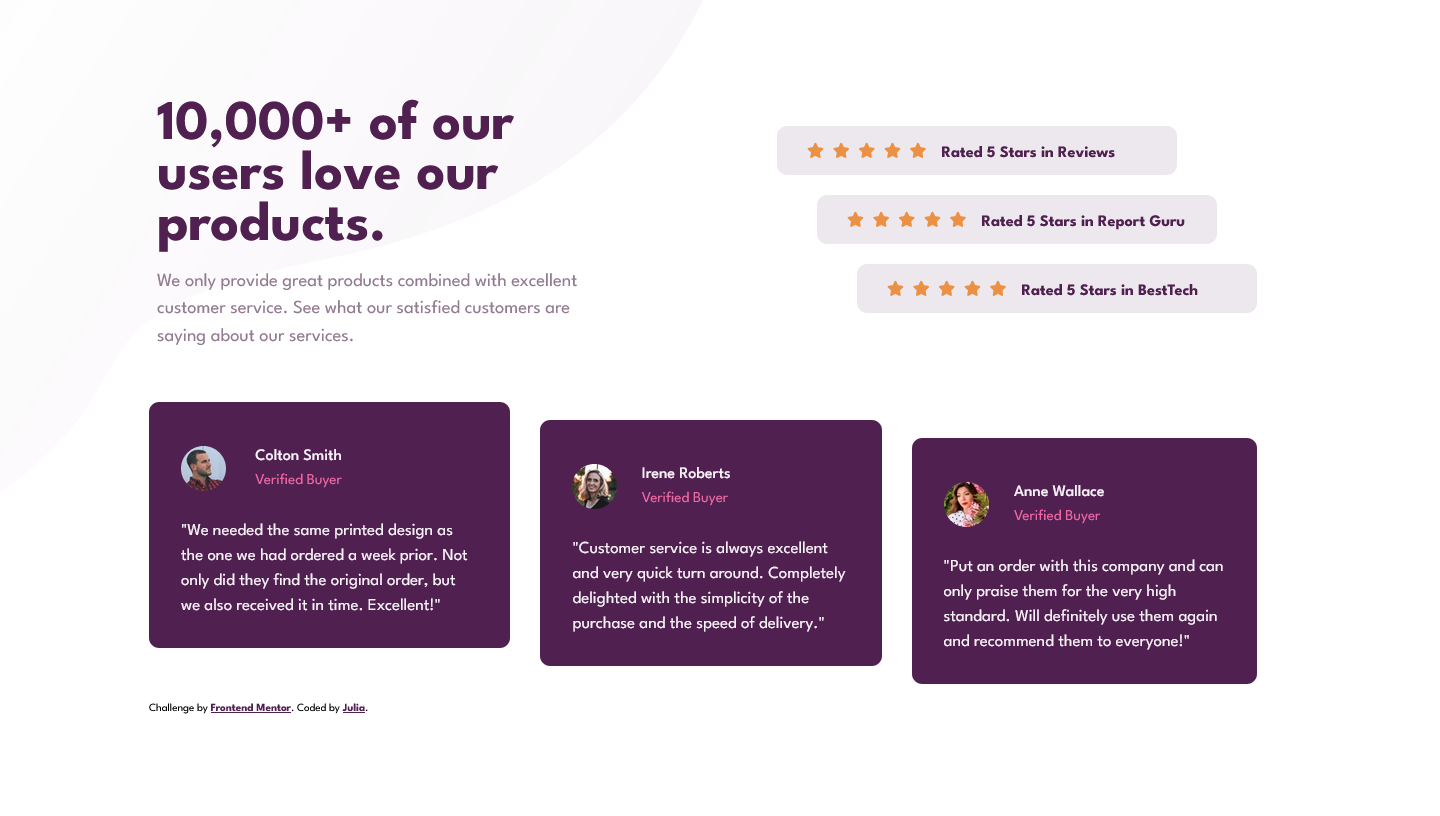 10,000+ of our
users love our
products.
We only provide great products combined with excellent
customer service. See what our satisfied customers are
saying about our services.
Rated 5 Stars in Reviews
Rated 5 Stars in Report Guru
Rated 5 Stars in BestTech
Colton Smith
Verified Buyer
"We needed the same printed design as
the one we had ordered a week prior. Not
only did they find the original order, but
we also received it in time. Excellent!"
Irene Roberts
Verified Buyer
"Customer service is always excellent
and very quick turn around. Completely
delighted with the simplicity of the
purchase and the speed of delivery."
Anne Wallace
Verified Buyer
"Put an order with this company and can
only praise them for the very high
standard. Will definitely use them again
and recommend them to everyone!"
Challenge by Frontend Mentor. Coded by Julia.